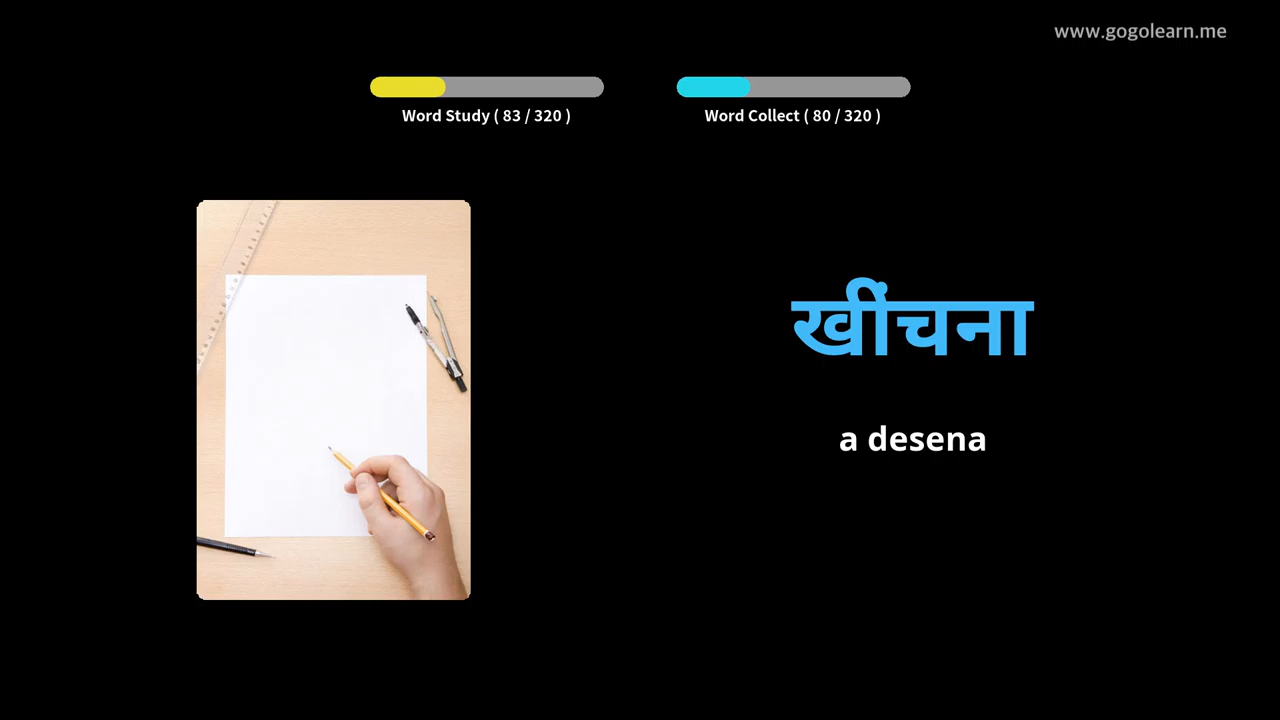 www.gogolearn.me
Word Study ( 83 / 320 )
Word Collect ( 80 / 320 )
खींचना
a desena